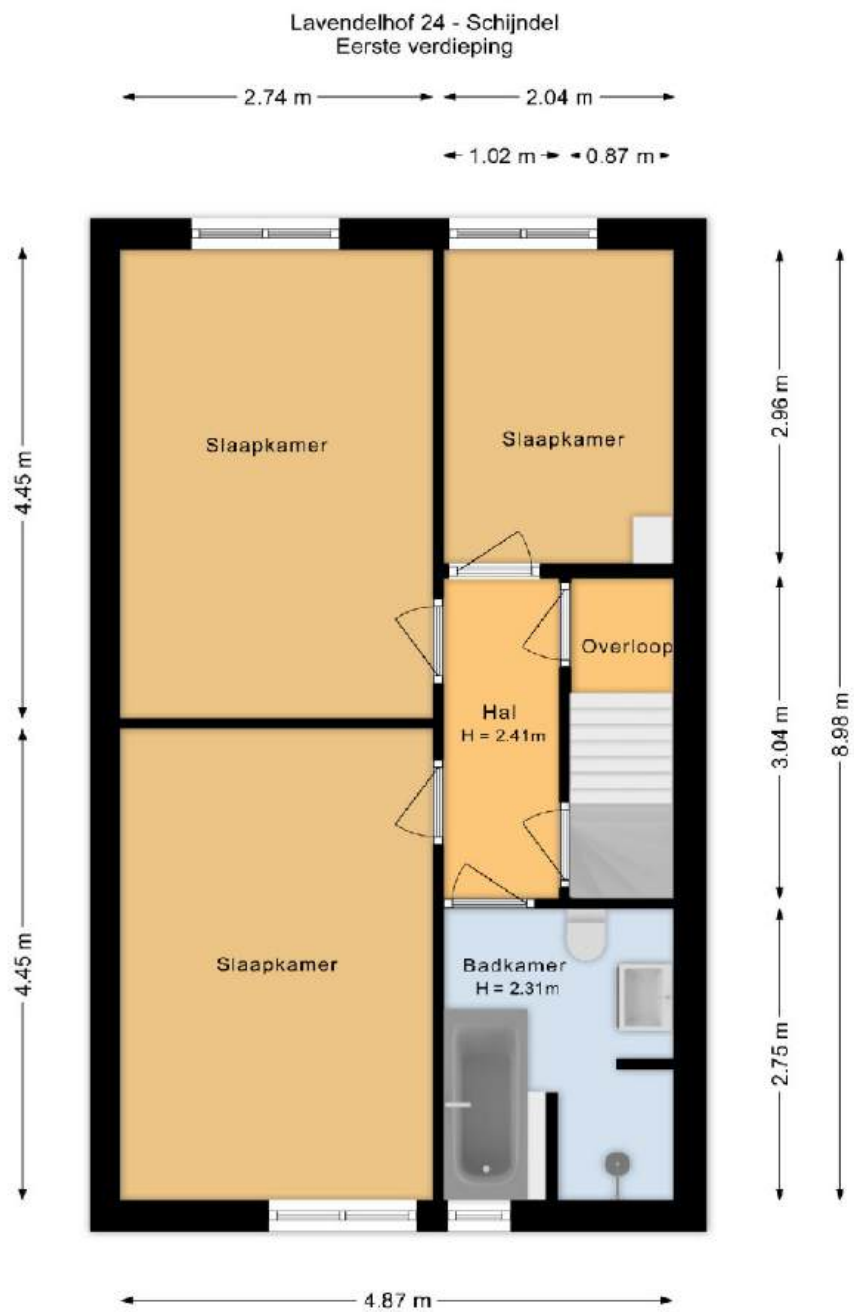 Lavendelhof 24 - Schijndel
Eerste verdieping
2.74 m
2.04 m
1.02 m
0.87 m
4.45 m
2.96 m
Slaapkamer
Slaapkamer
Overloop
Hal
H = 2.41m
3.04 m
8.98 m
4.45 m
Slaapkamer
Badkamer
H = 2.31m
2.75 m
4.87 m